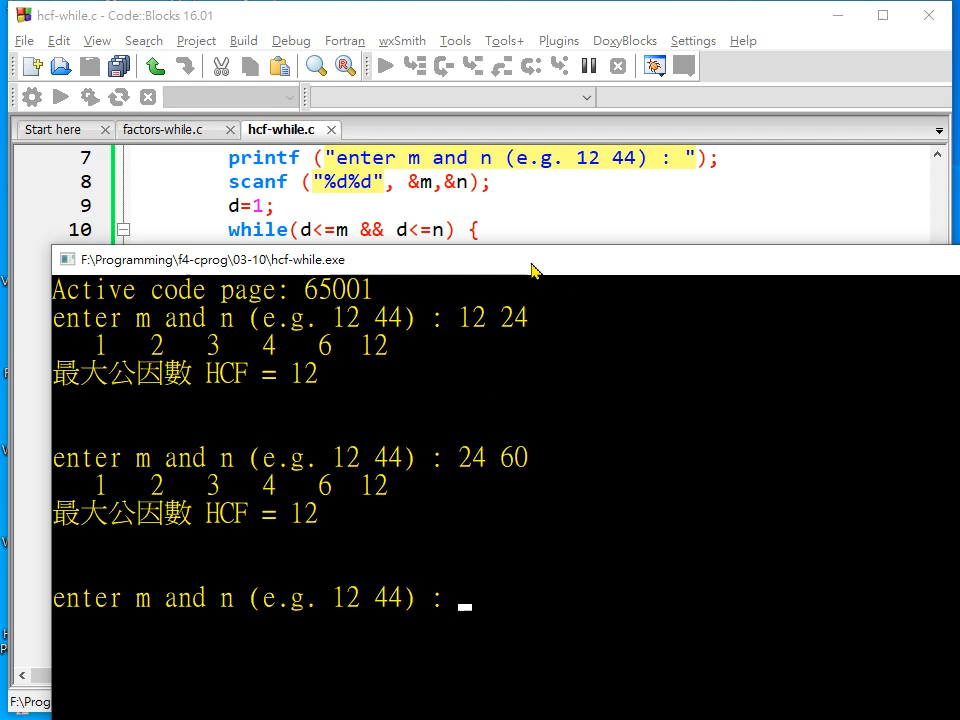 hcf-while.c - Code::Blocks 16.01
File Edit View Search Project Build Debug Fortran wxSmith Tools Tools+ Plugins DoxyBlocks Settings Help
Start here factors-while.c hcf-while.c
7 printf ("enter m and n (e.g. 12 44) : ");
8 scanf ("%d%d", &m,&n);
9 d=1;
10 while(d<=m && d<=n) {
F:\Programming\f4-cprog\03-10\hcf-while.exe
Active code page: 65001
enter m and n (e.g. 12 44) : 12 24
1 2 3 4 6 12
最大公因數 HCF = 12
enter m and n (e.g. 12 44) : 24 60
1 2 3 4 6 12
最大公因數 HCF = 12
enter m and n (e.g. 12 44) :
F:\Prog